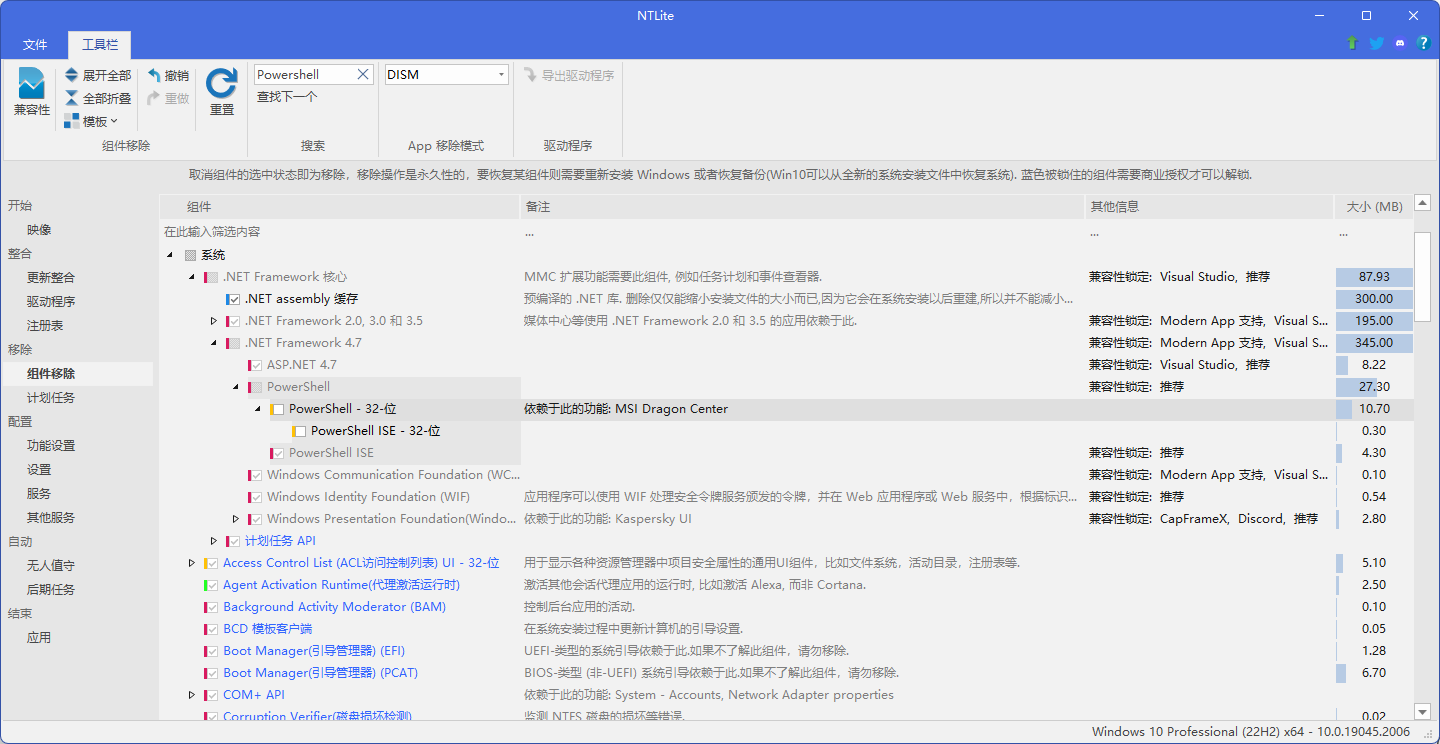 NTLite
文件 工具栏
兼容性
展开全部
全部折叠
模板
撤销
重做
重置
组件移除
Powershell
查找下一个
搜索
DISM
App 移除模式
导出驱动程序
驱动程序
取消组件的选中状态即为移除，移除操作是永久性的，要恢复某组件则需要重新安装 Windows 或者恢复备份(Win10可以从全新的系统安装文件中恢复系统). 蓝色被锁住的组件需要商业授权才可以解锁.
开始
映像
整合
更新整合
驱动程序
注册表
移除
组件移除
计划任务
配置
功能设置
设置
服务
其他服务
自动
无人值守
后期任务
结束
应用
组件 备注 其他信息 大小 (MB)
在此输入筛选内容 ... ... ...
系统
.NET Framework 核心 MMC 扩展功能需要此组件, 例如任务计划和事件查看器. 兼容性锁定: Visual Studio, 推荐 87.93
.NET assembly 缓存 预编译的 .NET 库. 删除仅仅能缩小安装文件的大小而已,因为它会在系统安装以后重建,所以并不能减小... 300.00
.NET Framework 2.0, 3.0 和 3.5 媒体中心等使用 .NET Framework 2.0 和 3.5 的应用依赖于此. 兼容性锁定: Modern App 支持, Visual S... 195.00
.NET Framework 4.7 兼容性锁定: Modern App 支持, Visual S... 345.00
ASP.NET 4.7 兼容性锁定: Visual Studio, 推荐 8.22
PowerShell 兼容性锁定: 推荐 27.30
PowerShell - 32-位 依赖于此的功能: MSI Dragon Center 10.70
PowerShell ISE - 32-位 0.30
PowerShell ISE 兼容性锁定: 推荐 4.30
Windows Communication Foundation (WC... 兼容性锁定: Modern App 支持, Visual S... 0.10
Windows Identity Foundation (WIF) 应用程序可以使用 WIF 处理安全令牌服务颁发的令牌，并在 Web 应用程序或 Web 服务中，根据标识... 兼容性锁定: 推荐 0.54
Windows Presentation Foundation(Windo... 依赖于此的功能: Kaspersky UI 兼容性锁定: CapFrameX, Discord, 推荐 2.80
计划任务 API
Access Control List (ACL访问控制列表) UI - 32-位 用于显示各种资源管理器中项目安全属性的通用UI组件，比如文件系统，活动目录，注册表等. 5.10
Agent Activation Runtime(代理激活运行时) 激活其他会话代理应用的运行时, 比如激活 Alexa, 而非 Cortana. 2.50
Background Activity Moderator (BAM) 控制后台应用的活动. 0.10
BCD 模板客户端 在系统安装过程中更新计算机的引导设置. 0.05
Boot Manager(引导管理器) (EFI) UEFI-类型的系统引导依赖于此.如果不了解此组件，请勿移除. 1.28
Boot Manager(引导管理器) (PCAT) BIOS-类型 (非-UEFI) 系统引导依赖于此.如果不了解此组件，请勿移除. 6.70
COM+ API 依赖于此的功能: System - Accounts, Network Adapter properties
Corruption Verifier(磁盘损坏检测) 监测 NTFS 磁盘的损坏等错误. 0.02
Windows 10 Professional (22H2) x64 - 10.0.19045.2006